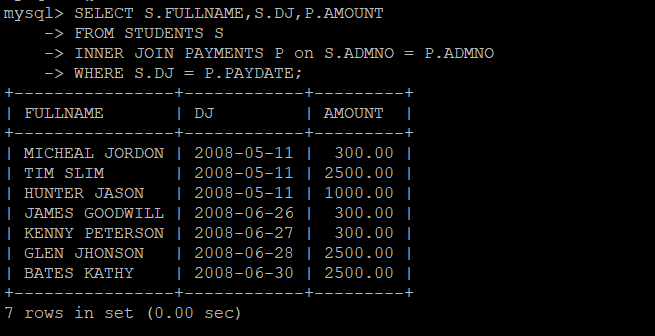 mysql> SELECT S.FULLNAME,S.DJ,P.AMOUNT
    -> FROM STUDENTS S
    -> INNER JOIN PAYMENTS P on S.ADMNO = P.ADMNO
    -> WHERE S.DJ = P.PAYDATE;
+----------------+------------+---------+
| FULLNAME       | DJ         | AMOUNT  |
+----------------+------------+---------+
| MICHEAL JORDON | 2008-05-11 |  300.00 |
| TIM SLIM       | 2008-05-11 | 2500.00 |
| HUNTER JASON   | 2008-05-11 | 1000.00 |
| JAMES GOODWILL | 2008-06-26 |  300.00 |
| KENNY PETERSON | 2008-06-27 |  300.00 |
| GLEN JHONSON   | 2008-06-28 | 2500.00 |
| BATES KATHY    | 2008-06-30 | 2500.00 |
+----------------+------------+---------+
7 rows in set (0.00 sec)